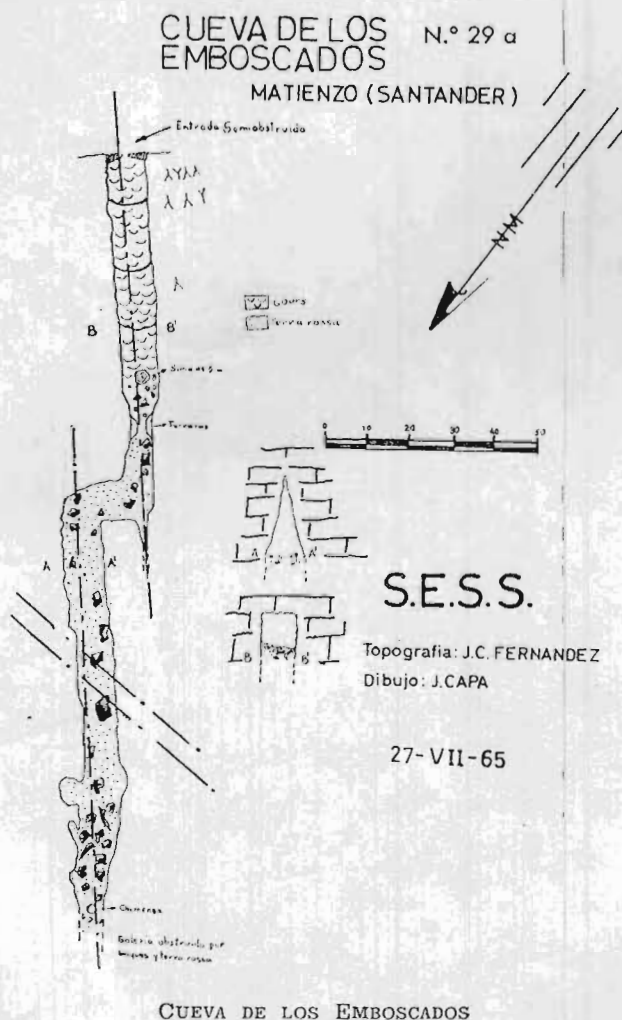 CUEVA DE LOS N.º 29 a
EMBOSCADOS
MATIENZO (SANTANDER)
Entrada Semiobstruida
B B'
Gours
Terra rossa
0 10 20 30 40 50
A A'
A A'
B B'
S.E.S.S.
Topografia: J.C. FERNANDEZ
Dibujo: J.CAPA
27-VII-65
Chimenea
Galeria obstruida por
bloques y terra rossa
CUEVA DE LOS EMBOSCADOS